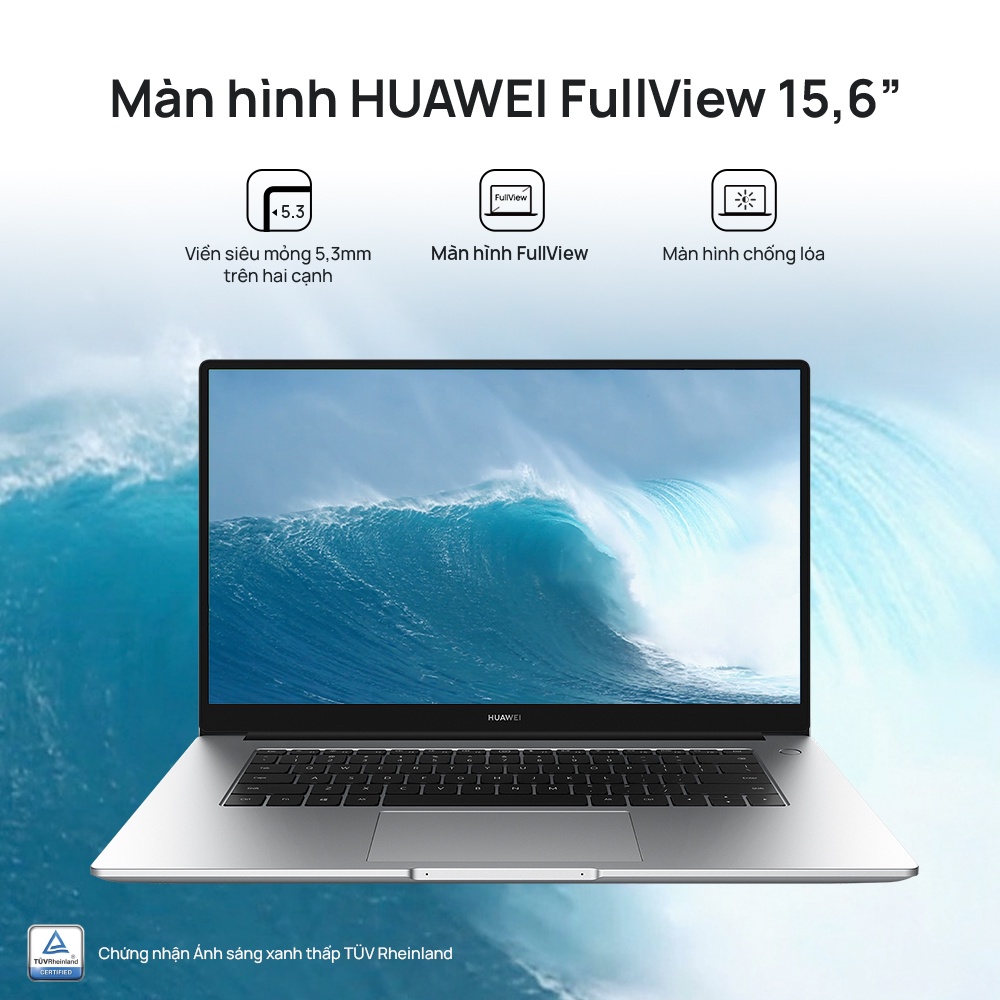 Màn hình HUAWEI FullView 15,6”
5.3
FullView
Viền siêu mỏng 5,3mm
trên hai cạnh
Màn hình FullView
Màn hình chống lóa
HUAWEI
TÜVRheinland
CERTIFIED
Chứng nhận Ánh sáng xanh thấp TÜV Rheinland